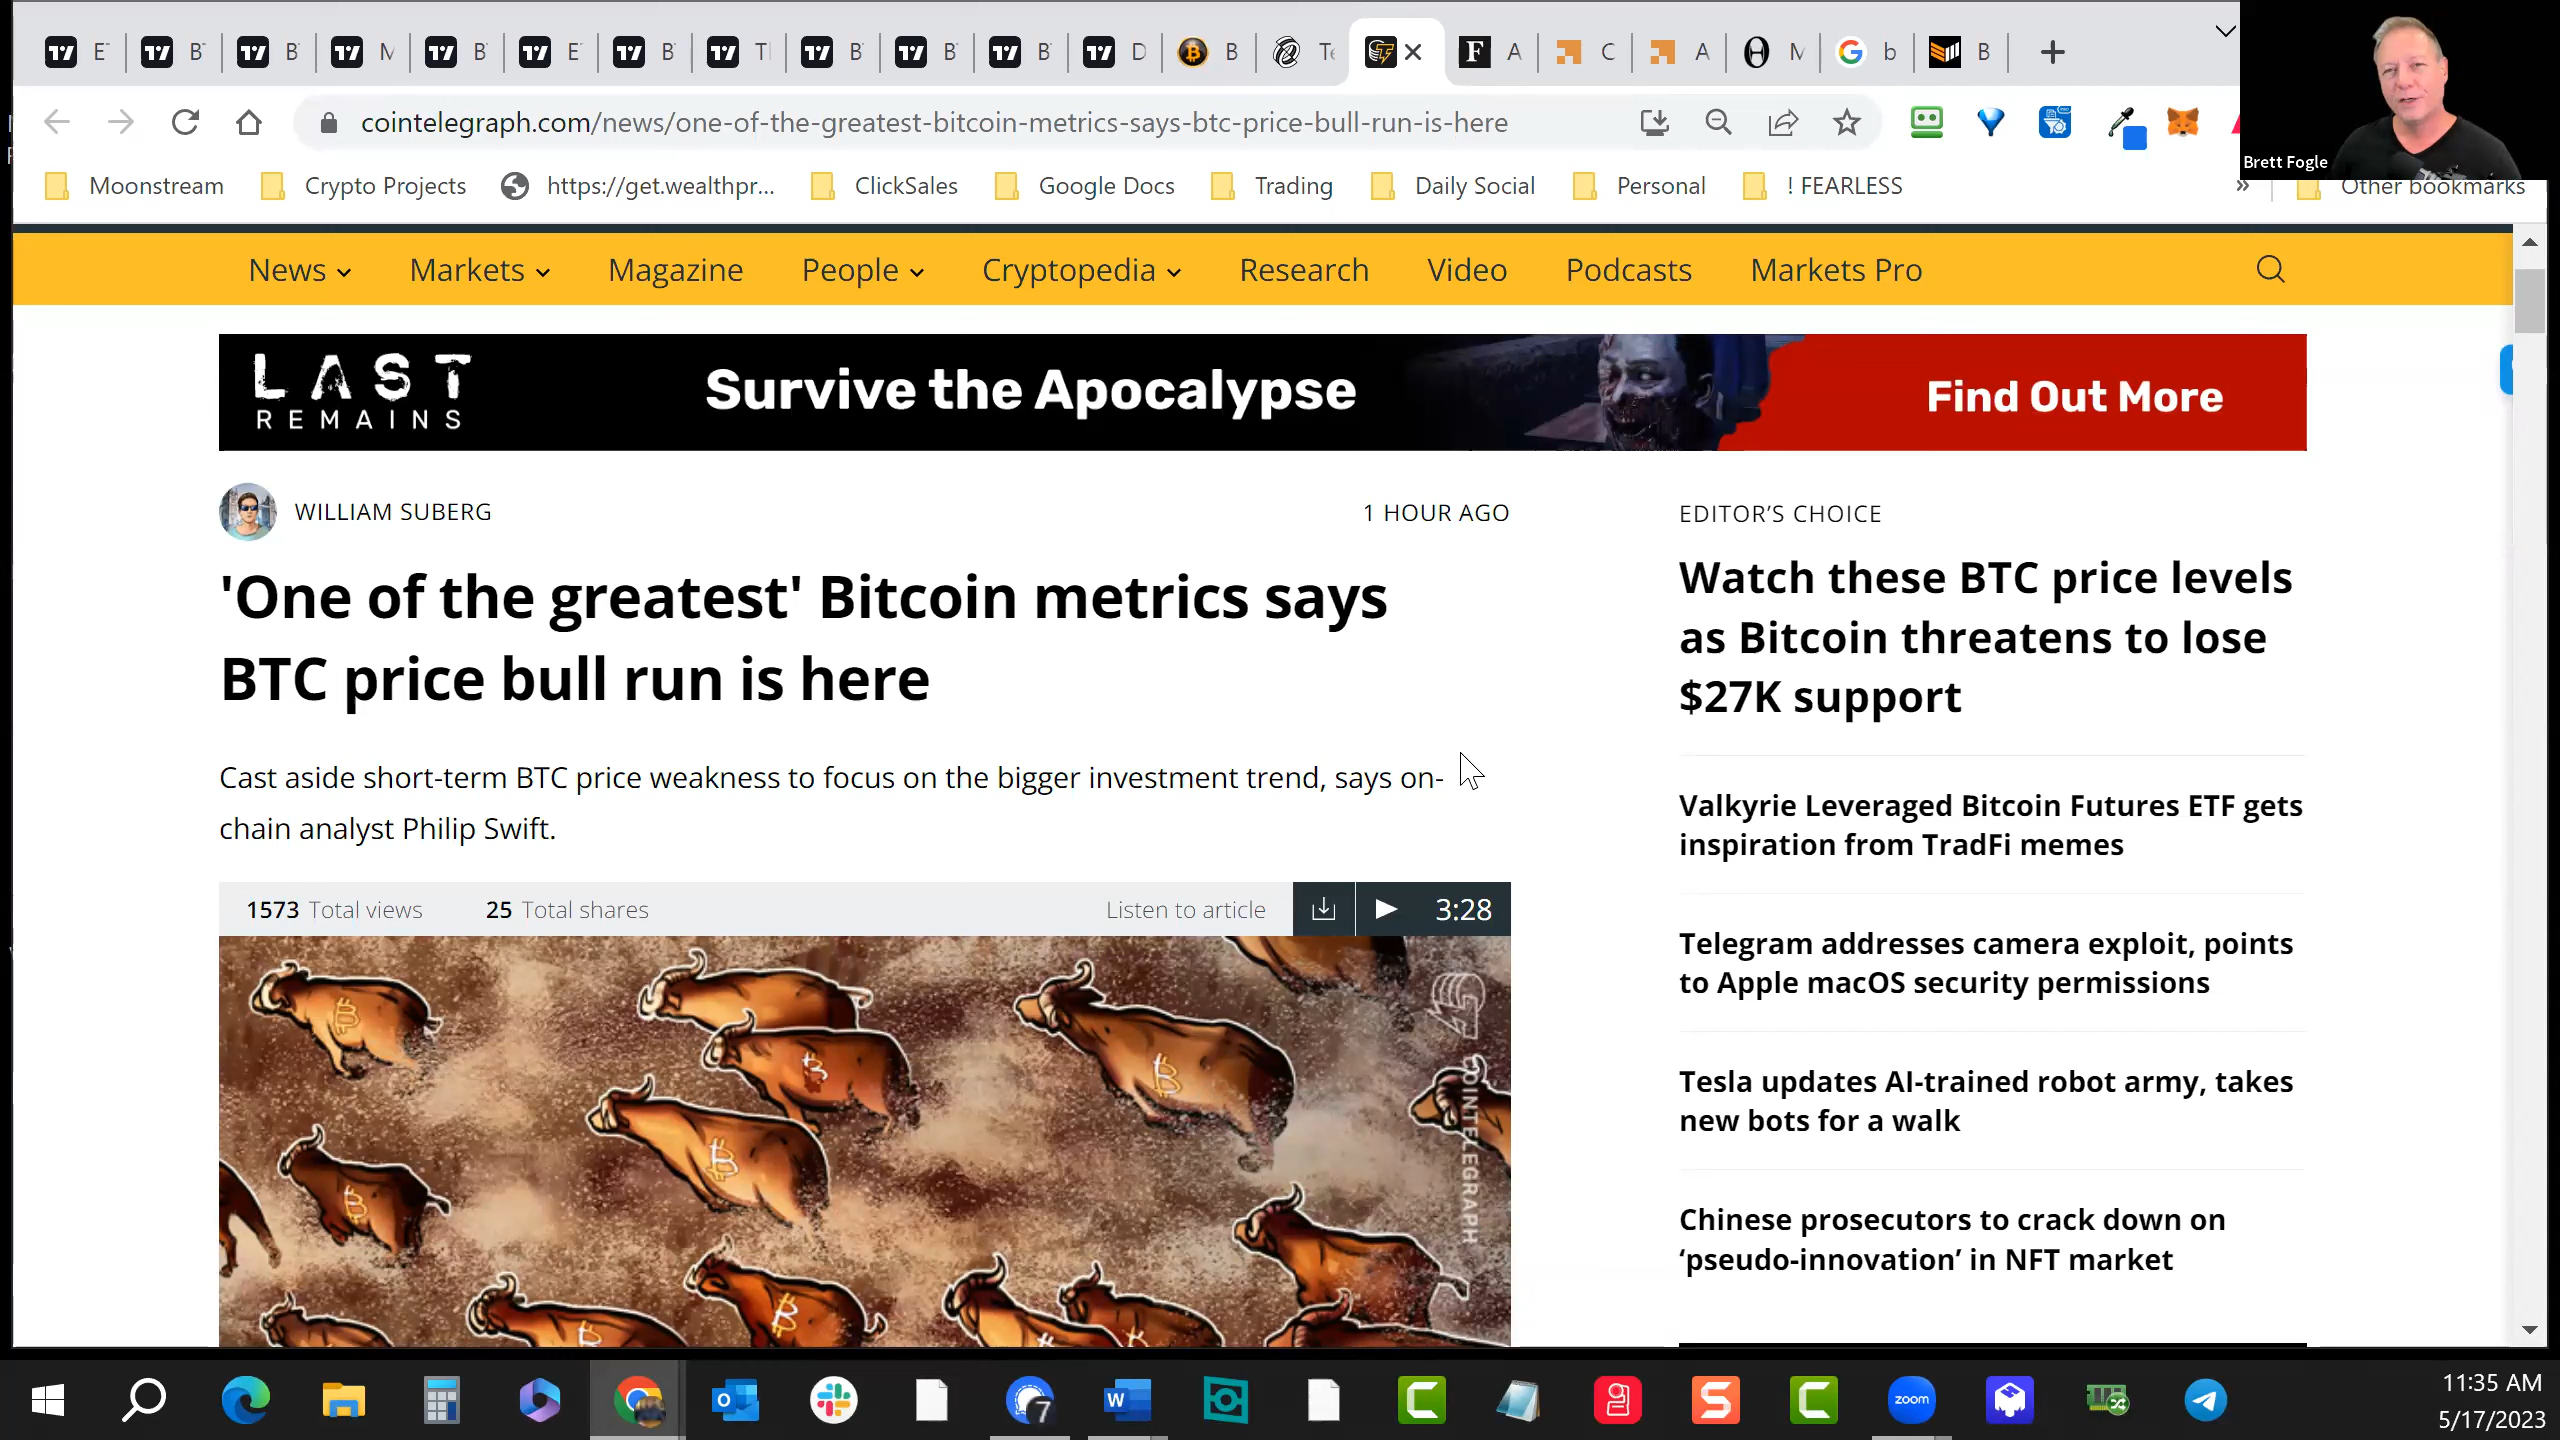 E
B
B
M
B
E
B
T
B
B
B
D
B
Te
A
C
A
M
b
B
cointelegraph.com/news/one-of-the-greatest-bitcoin-metrics-says-btc-price-bull-run-is-here
Brett Fogle
Moonstream
Crypto Projects
https://get.wealthpr...
ClickSales
Google Docs
Trading
Daily Social
Personal
! FEARLESS
»
Other bookmarks
News
Markets
Magazine
People
Cryptopedia
Research
Video
Podcasts
Markets Pro
LAST
REMAINS
Survive the Apocalypse
Find Out More
WILLIAM SUBERG
1 HOUR AGO
'One of the greatest' Bitcoin metrics says
BTC price bull run is here
Cast aside short-term BTC price weakness to focus on the bigger investment trend, says on-
chain analyst Philip Swift.
1573 Total views
25 Total shares
Listen to article
3:28
COINTELEGRAPH
EDITOR'S CHOICE
Watch these BTC price levels
as Bitcoin threatens to lose
$27K support
Valkyrie Leveraged Bitcoin Futures ETF gets
inspiration from TradFi memes
Telegram addresses camera exploit, points
to Apple macOS security permissions
Tesla updates AI-trained robot army, takes
new bots for a walk
Chinese prosecutors to crack down on
‘pseudo-innovation’ in NFT market
7
zoom
11:35 AM
5/17/2023